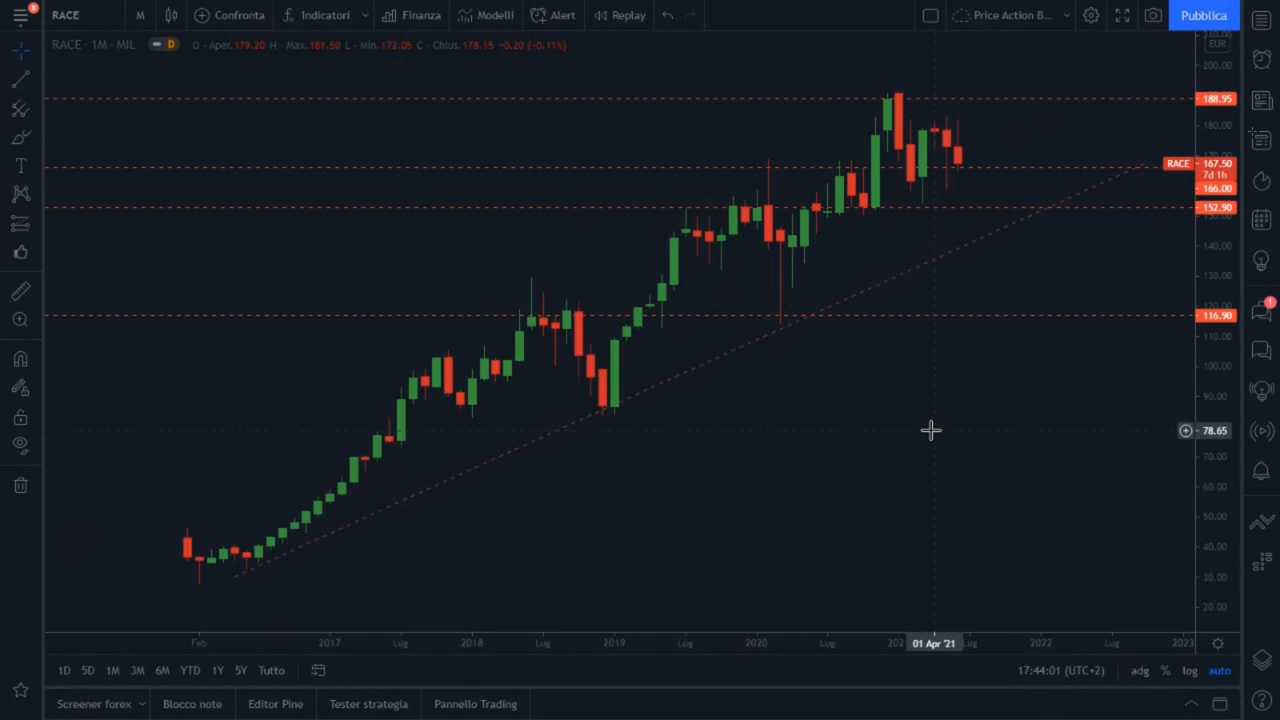 8
RACE M Confronta Indicatori Finanza Modelli Alert Replay Price Action B... Pubblica
RACE · 1M · MIL D O - Aper.179.20 H - Max.181.50 L - Min.172.05 C - Chius.178.15 -0.20 (-0.11%)
EUR
200.00
188.95
180.00
RACE 167.50
7d 1h
166.00
152.90
140.00
130.00
116.90
110.00
100.00
90.00
78.65
70.00
60.00
50.00
40.00
30.00
20.00
1
Feb 2017 Lug 2018 Lug 2019 Lug 2020 Lug 202 01 Apr '21 Lug 2022 Lug 2023
1D 5D 1M 3M 6M YTD 1Y 5Y Tutto 17:44:01 (UTC+2) adg % log auto
Screener forex Blocco note Editor Pine Tester strategia Pannello Trading